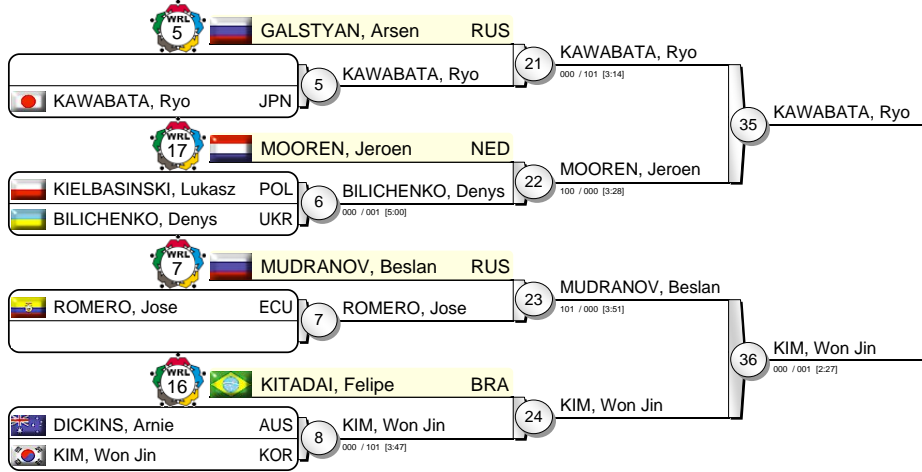 WRL
5
GALSTYAN, Arsen RUS
KAWABATA, Ryo JPN
5
KAWABATA, Ryo
21
KAWABATA, Ryo
000 / 101 [3:14]
35
KAWABATA, Ryo
WRL
17
MOOREN, Jeroen NED
KIELBASINSKI, Lukasz POL
BILICHENKO, Denys UKR
6
BILICHENKO, Denys
000 / 001 [5:00]
22
MOOREN, Jeroen
100 / 000 [3:28]
WRL
7
MUDRANOV, Beslan RUS
ROMERO, Jose ECU
7
ROMERO, Jose
23
MUDRANOV, Beslan
101 / 000 [3:51]
36
KIM, Won Jin
000 / 001 [2:27]
WRL
16
KITADAI, Felipe BRA
DICKINS, Arnie AUS
KIM, Won Jin KOR
8
KIM, Won Jin
000 / 101 [3:47]
24
KIM, Won Jin